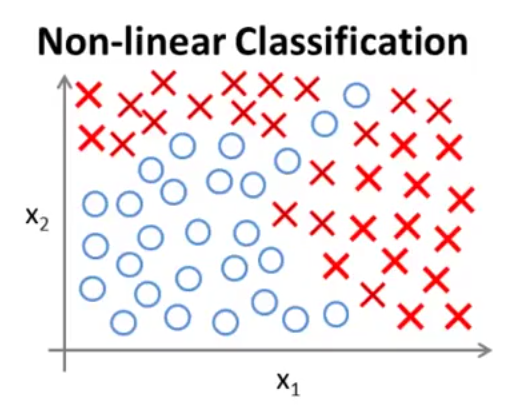 Non-linear Classification
x₂
x₁